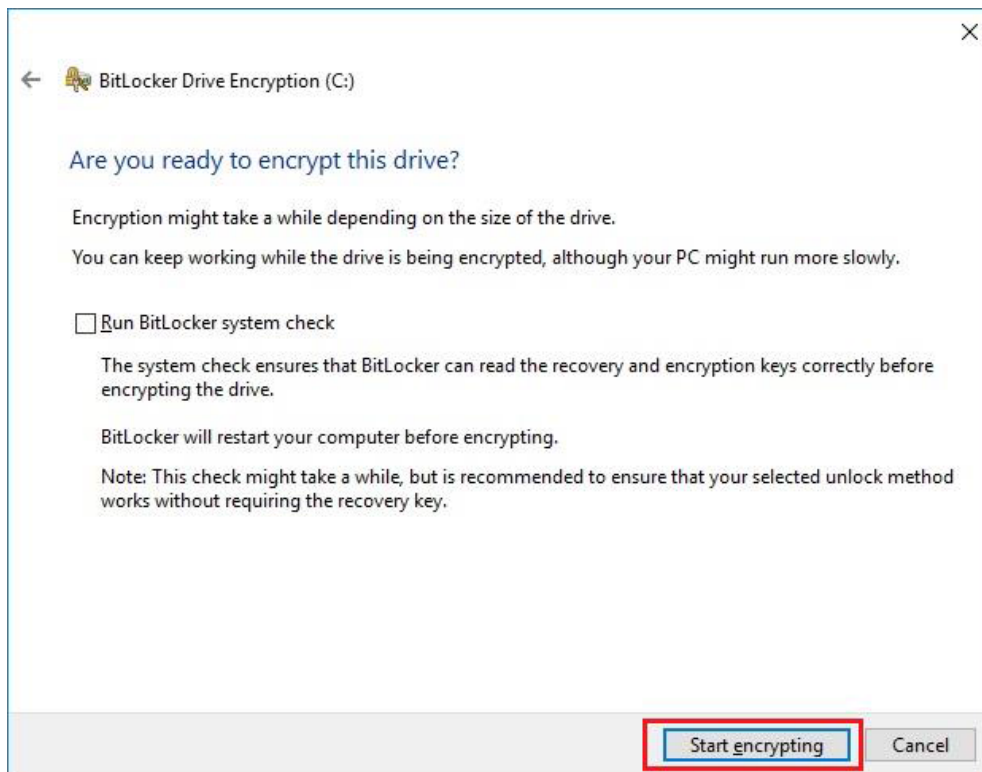 BitLocker Drive Encryption (C:)
Are you ready to encrypt this drive?
Encryption might take a while depending on the size of the drive.
You can keep working while the drive is being encrypted, although your PC might run more slowly.
Run BitLocker system check
The system check ensures that BitLocker can read the recovery and encryption keys correctly before
encrypting the drive.
BitLocker will restart your computer before encrypting.
Note: This check might take a while, but is recommended to ensure that your selected unlock method
works without requiring the recovery key.
Start encrypting
Cancel